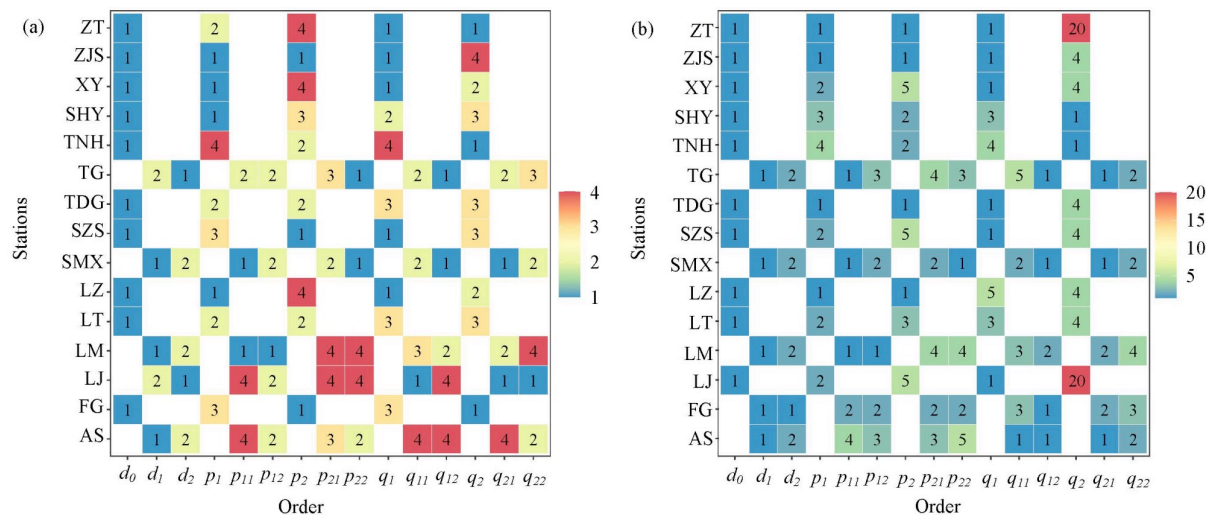 (a)
Stations
ZT 1 2 4 1 1
ZJS 1 1 1 1 4
XY 1 1 4 1 2
SHY 1 1 3 2 3
TNH 1 4 2 4 1
TG 2 1 2 2 3 1 2 1 2 3
TDG 1 2 2 3 3
SZS 1 3 1 1 3
SMX 1 2 1 2 2 1 2 1 1 2
LZ 1 1 4 1 2
LT 1 2 2 3 3
LM 1 2 1 1 4 4 3 2 2 4
LJ 2 1 4 2 4 4 1 4 1 1
FG 1 3 1 3 1
AS 1 2 4 2 3 2 4 4 4 2
d0 d1 d2 p1 p11 p12 p2 p21 p22 q1 q11 q12 q2 q21 q22
Order
4
3
2
1
(b)
Stations
ZT 1 1 1 1 20
ZJS 1 1 1 1 4
XY 1 2 5 1 4
SHY 1 3 2 3 1
TNH 1 4 2 4 1
TG 1 2 1 3 4 3 5 1 1 2
TDG 1 1 1 1 4
SZS 1 2 5 1 4
SMX 1 2 1 2 2 1 2 1 1 2
LZ 1 1 1 5 4
LT 1 2 3 3 4
LM 1 2 1 1 4 4 3 2 2 4
LJ 1 2 5 1 20
FG 1 1 2 2 2 2 3 1 2 3
AS 1 2 4 3 3 5 1 1 1 2
d0 d1 d2 p1 p11 p12 p2 p21 p22 q1 q11 q12 q2 q21 q22
Order
20
15
10
5